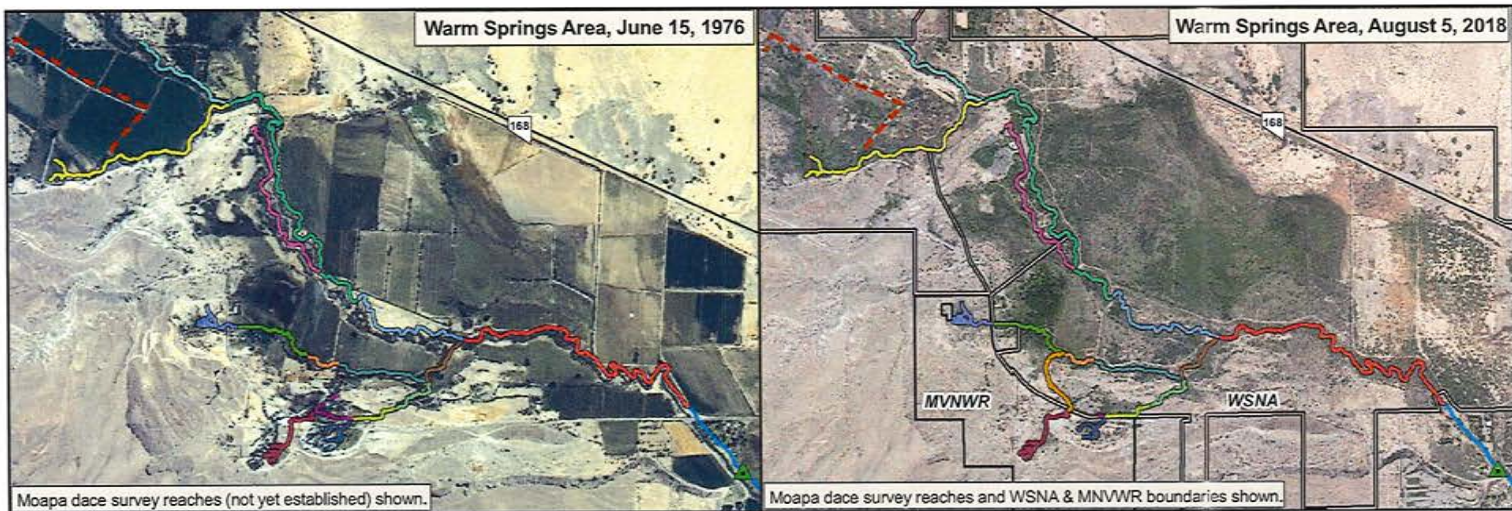 Warm Springs Area, June 15, 1976
168
Moapa dace survey reaches (not yet established) shown.
Warm Springs Area, August 5, 2018
168
MVNWR
WSNA
Moapa dace survey reaches and WSNA & MNVWR boundaries shown.